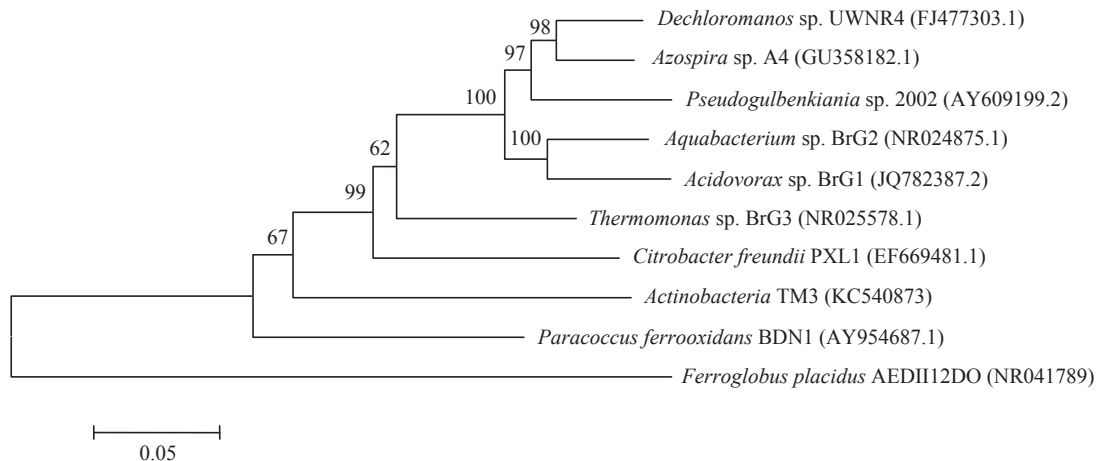 Dechloromanos sp. UWNR4 (FJ477303.1)
98
Azospira sp. A4 (GU358182.1)
97
Pseudogulbenkiania sp. 2002 (AY609199.2)
100
Aquabacterium sp. BrG2 (NR024875.1)
100
62
Acidovorax sp. BrG1 (JQ782387.2)
99
Thermomonas sp. BrG3 (NR025578.1)
67
Citrobacter freundii PXL1 (EF669481.1)
Actinobacteria TM3 (KC540873)
Paracoccus ferrooxidans BDN1 (AY954687.1)
Ferroglobus placidus AEDII12DO (NR041789)
0.05